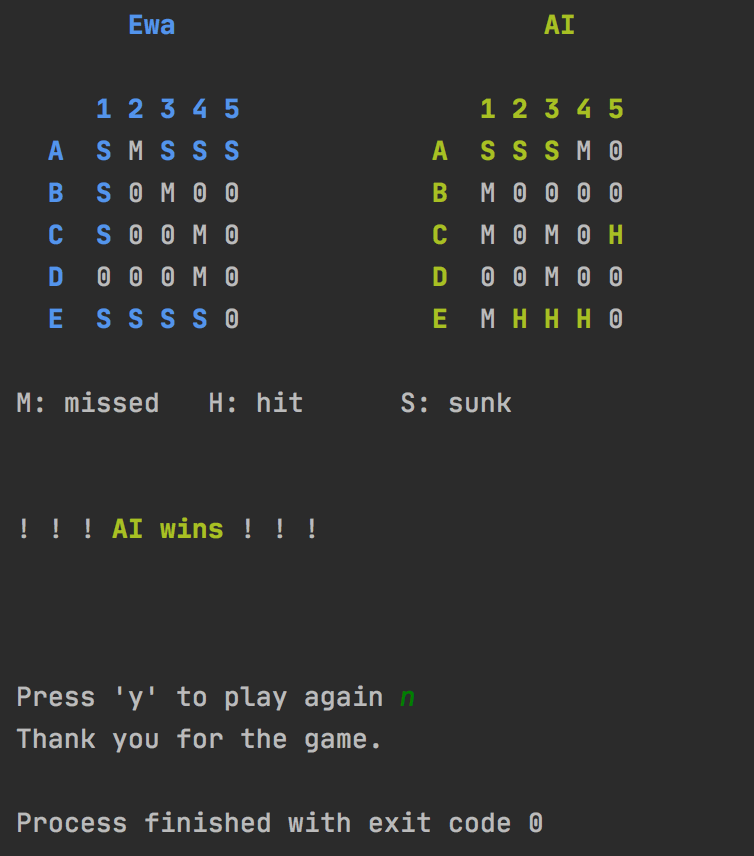 Ewa AI
1 2 3 4 5 1 2 3 4 5
A S M S S S A S S S M 0
B S 0 M 0 0 B M 0 0 0 0
C S 0 0 M 0 C M 0 M 0 H
D 0 0 0 M 0 D 0 0 M 0 0
E S S S S 0 E M H H H 0
M: missed H: hit S: sunk
! ! ! AI wins ! ! !
Press 'y' to play again n
Thank you for the game.
Process finished with exit code 0